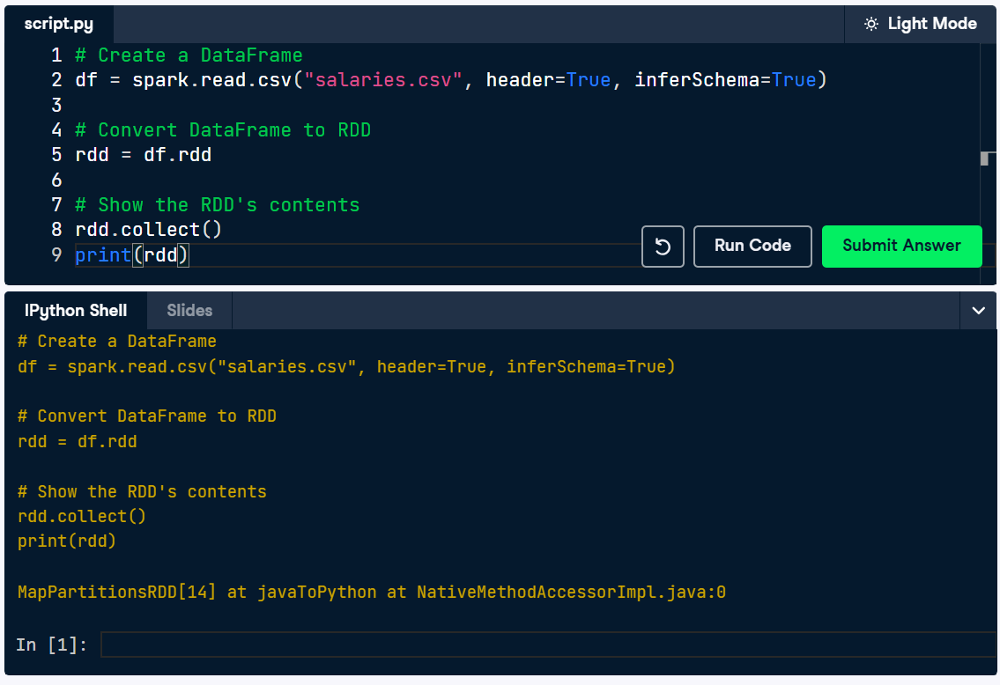 script.py
Light Mode
1 # Create a DataFrame
2 df = spark.read.csv("salaries.csv", header=True, inferSchema=True)
3
4 # Convert DataFrame to RDD
5 rdd = df.rdd
6
7 # Show the RDD's contents
8 rdd.collect()
9 print(rdd)
Run Code
Submit Answer
IPython Shell
Slides
# Create a DataFrame
df = spark.read.csv("salaries.csv", header=True, inferSchema=True)
# Convert DataFrame to RDD
rdd = df.rdd
# Show the RDD's contents
rdd.collect()
print(rdd)
MapPartitionsRDD[14] at javaToPython at NativeMethodAccessorImpl.java:0
In [1]: